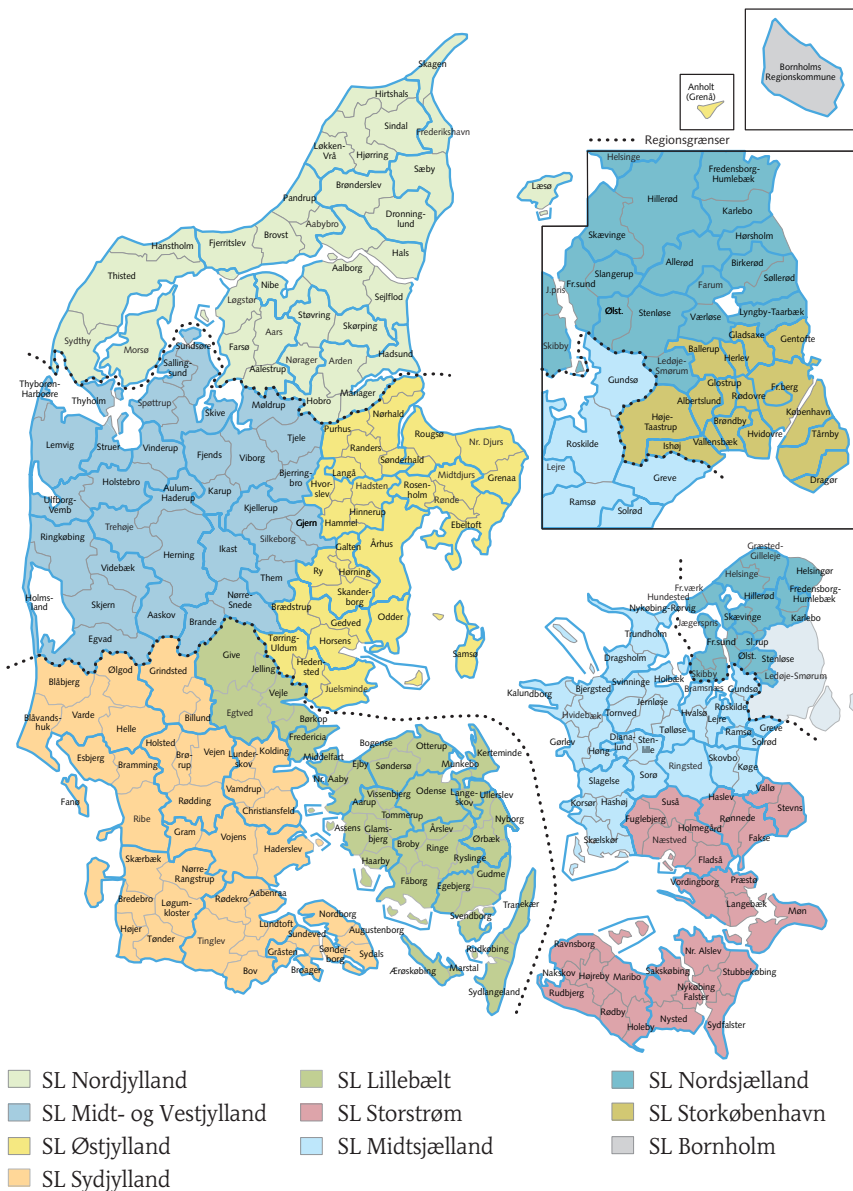 Skagen
Hirtshals
Sindal
Frederikshavn
Løkken-
Vrå
Hjørring
Sæby
Brønderslev
Pandrup
Dronning-
lund
Aabybro
Brovst
Fjerritslev
Hanstholm
Hals
Aalborg
Thisted
Nibe
Sejlflod
Løgstør
Støvring
Skørping
Aars
Sydthy
Morsø
Farsø
Nørager
Arden
Hadsund
Aalestrup
Hobro
Mariager
Læsø
Anholt
(Grenå)
Bornholms
Regionskommune
Regionsgrænser
Sundsøre
Salling-
sund
Thyborøn-
Harboøre
Thyholm
Spøttrup
Skive
Møldrup
Lemvig
Struer
Vinderup
Fjends
Viborg
Tjele
Bjerring-
bro
Holstebro
Aulum-
Haderup
Karup
Ulfborg-
Vemb
Kjellerup
Trehøje
Gjern
Ringkøbing
Silkeborg
Ikast
Herning
Videbæk
Them
Holms-
land
Skjern
Nørre-
Snede
Aaskov
Brande
Egvad
Nørhald
Purhus
Randers
Rougsø
Nr. Djurs
Sønderhald
Langå
Midtdjurs
Grenaa
Hvor-
slev
Hadsten
Rosen-
holm
Rønde
Hinnerup
Hammel
Ebeltoft
Galten
Århus
Ry
Hørning
Skander-
borg
Brædstrup
Gedved
Odder
Tørring-
Uldum
Horsens
Samsø
Heden-
sted
Juelsminde
Give
Jelling
Vejle
Egtved
Børkop
Fredericia
Blåbjerg
Ølgod
Grindsted
Blåvands-
huk
Varde
Billund
Helle
Holsted
Esbjerg
Bramming
Brø-
rup
Vejen
Lunder-
skov
Kolding
Vamdrup
Fanø
Rødding
Christiansfeld
Ribe
Gram
Vojens
Haderslev
Skærbæk
Nørre-
Rangstrup
Aabenraa
Bredebro
Løgum-
kloster
Rødekro
Højer
Tønder
Lundtoft
Nordborg
Sundeved
Augustenborg
Tinglev
Gråsten
Sønder-
borg
Sydals
Bov
Broager
Middelfart
Bogense
Otterup
Kerteminde
Ejby
Søndersø
Munkebo
Nr. Aaby
Vissenbjerg
Odense
Lange-
skov
Ullerslev
Aarup
Tommerup
Nyborg
Assens
Glams-
bjerg
Årslev
Ørbæk
Broby
Ringe
Haarby
Ryslinge
Gudme
Fåborg
Egebjerg
Svendborg
Tranekær
Rudkøbing
Marstal
Ærøskøbing
Sydlangeland
Helsinge
Fredensborg-
Humlebæk
Hillerød
Karlebo
Skævinge
Hørsholm
Slangerup
Allerød
Birkerød
J.pris
Fr.sund
Farum
Søllerød
Ølst.
Stenløse
Værløse
Lyngby-Taarbæk
Skibby
Gladsaxe
Gentofte
Ballerup
Herlev
Ledøje-
Smørum
Gundsø
Glostrup
Fr.berg
Rødovre
Albertslund
Høje-
Taastrup
Brøndby
København
Hvidovre
Tårnby
Roskilde
Ishøj
Vallensbæk
Lejre
Greve
Dragør
Ramsø
Solrød
Græsted-
Gilleleje
Helsinge
Helsingør
Fr.værk
Hundested
Hillerød
Fredensborg-
Humlebæk
Nykøbing-Rørvig
Jægerspris
Skævinge
Karlebo
Trundholm
Fr.sund
Sl.rup
Dragsholm
Ølst.
Stenløse
Skibby
Ledøje-Smørum
Kalundborg
Bjergsted
Svinninge
Holbæk
Bramsnæs
Gundsø
Hvidebæk
Tornved
Jernløse
Hvalsø
Roskilde
Lejre
Gørlev
Diana-
lund
Sten-
lille
Tølløse
Ramsø
Greve
Solrød
Høng
Skovbo
Slagelse
Sorø
Ringsted
Køge
Korsør
Hashøj
Skælskør
Vallø
Suså
Haslev
Stevns
Fuglebjerg
Rønnede
Holmegård
Næstved
Fakse
Fladså
Vordingborg
Præstø
Langebæk
Møn
Ravnsborg
Nr. Alslev
Nakskov
Højreby
Maribo
Sakskøbing
Stubbekøbing
Rudbjerg
Nykøbing
Falster
Rødby
Nysted
Holeby
Sydfalster
SL Nordjylland
SL Midt- og Vestjylland
SL Østjylland
SL Sydjylland
SL Lillebælt
SL Storstrøm
SL Midtsjælland
SL Nordsjælland
SL Storkøbenhavn
SL Bornholm